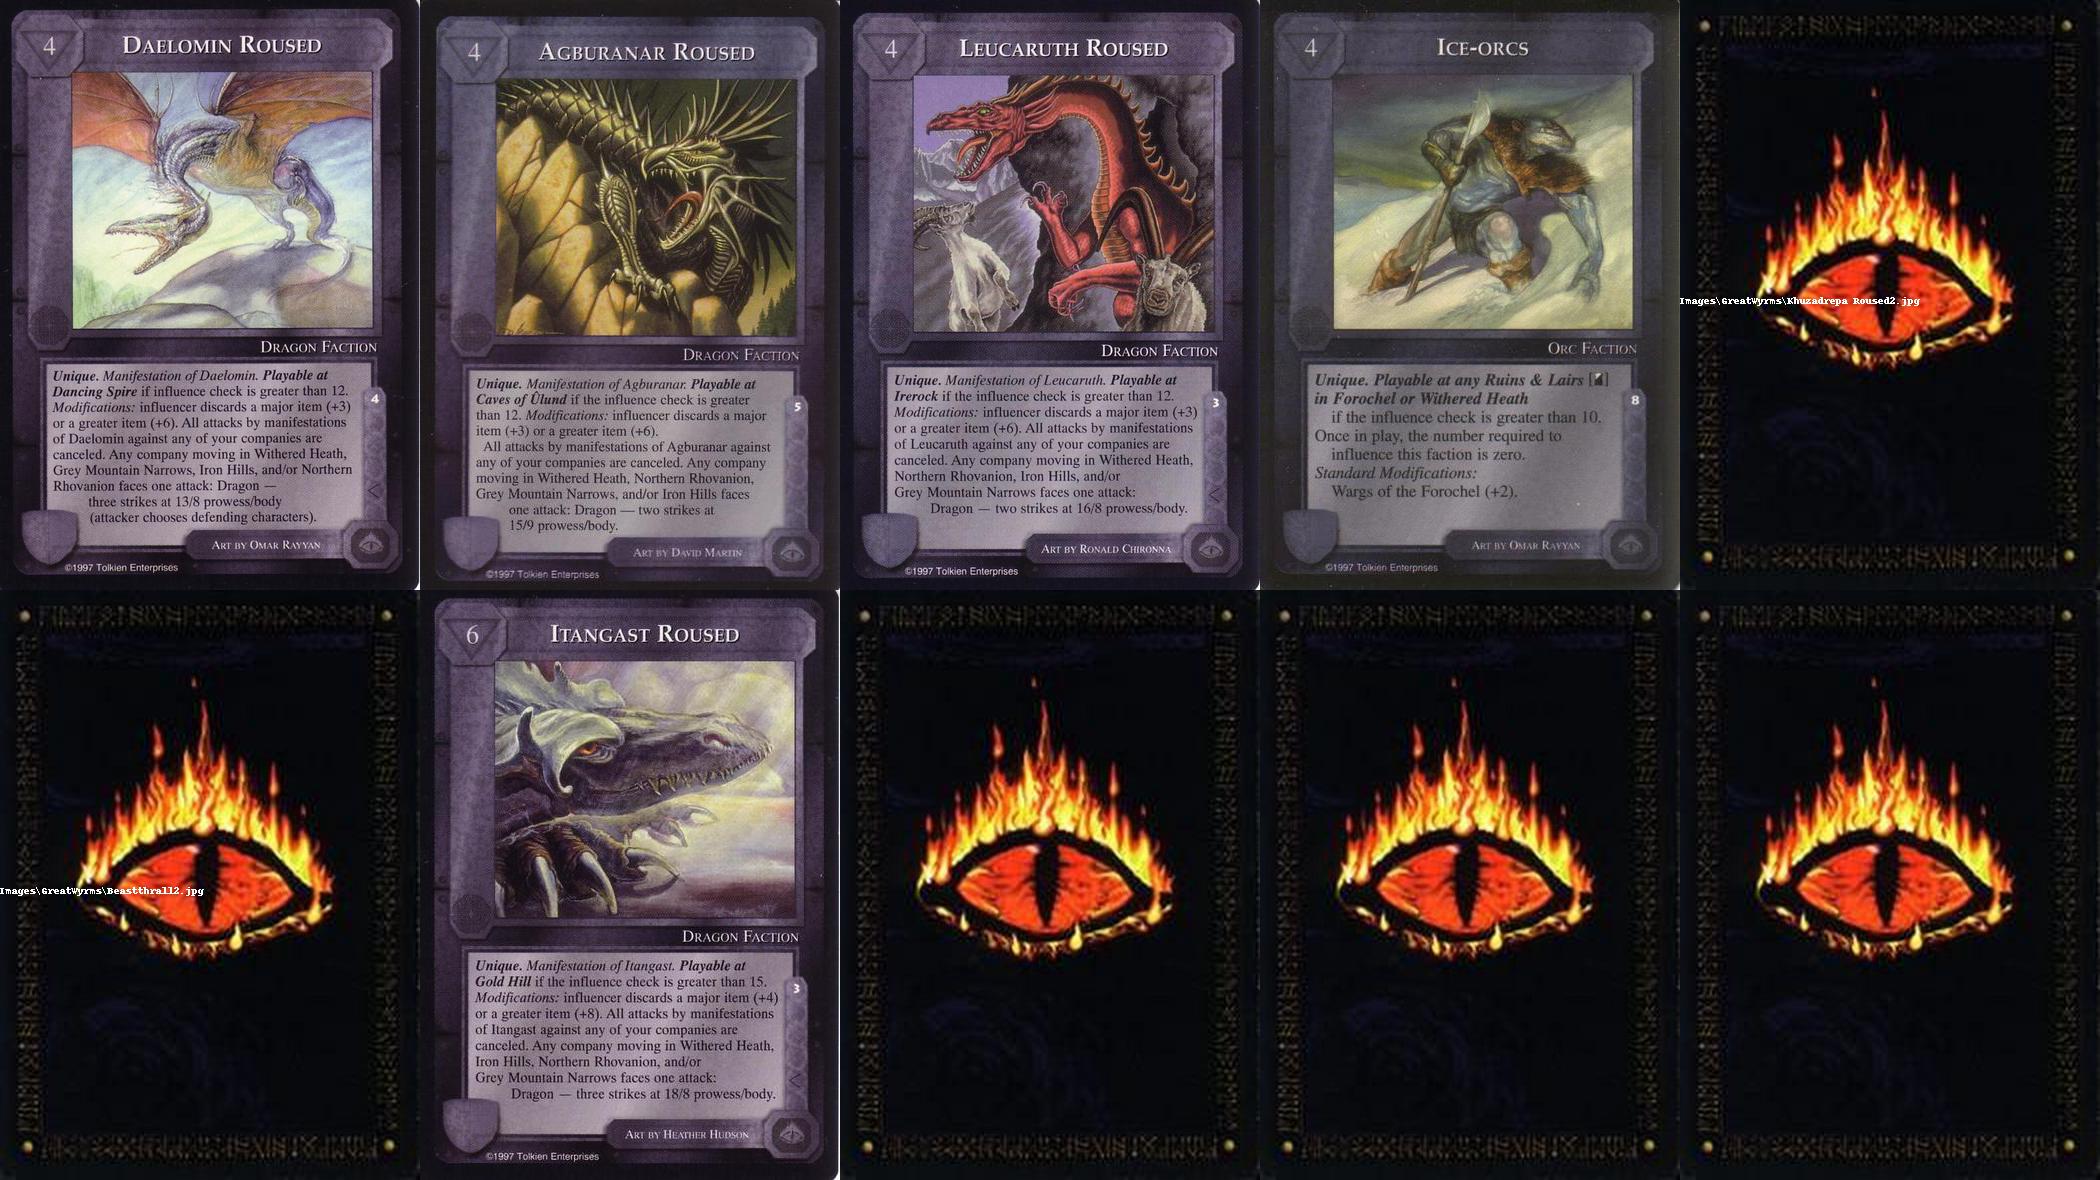 4
DAELOMIN ROUSED
DRAGON FACTION
Unique. Manifestation of Daelomin. Playable at
Dancing Spire if influence check is greater than 12.
Modifications: influencer discards a major item (+3)
or a greater item (+6). All attacks by manifestations
of Daelomin against any of your companies are
canceled. Any company moving in Withered Heath,
Grey Mountain Narrows, Iron Hills, and/or Northern
Rhovanion faces one attack: Dragon —
three strikes at 13/8 prowess/body
(attacker chooses defending characters).
4
ART BY OMAR RAYYAN
©1997 Tolkien Enterprises
4
AGBURANAR ROUSED
DRAGON FACTION
Unique. Manifestation of Agburanar. Playable at
Caves of Ûlund if the influence check is greater
than 12. Modifications: influencer discards a major
item (+3) or a greater item (+6).
All attacks by manifestations of Agburanar against
any of your companies are canceled. Any company
moving in Withered Heath, Northern Rhovanion,
Grey Mountain Narrows, and/or Iron Hills faces
one attack: Dragon — two strikes at
15/9 prowess/body.
5
ART BY DAVID MARTIN
©1997 Tolkien Enterprises
4
LEUCARUTH ROUSED
DRAGON FACTION
Unique. Manifestation of Leucaruth. Playable at
Irerock if the influence check is greater than 12.
Modifications: influencer discards a major item (+3)
or a greater item (+6). All attacks by manifestations
of Leucaruth against any of your companies are
canceled. Any company moving in Withered Heath,
Northern Rhovanion, Iron Hills, and/or
Grey Mountain Narrows faces one attack:
Dragon — two strikes at 16/8 prowess/body.
3
ART BY RONALD CHIRONNA
©1997 Tolkien Enterprises
4
ICE-ORCS
ORC FACTION
Unique. Playable at any Ruins & Lairs [ ]
in Forochel or Withered Heath
if the influence check is greater than 10.
Once in play, the number required to
influence this faction is zero.
Standard Modifications:
Wargs of the Forochel (+2).
8
ART BY OMAR RAYYAN
©1997 Tolkien Enterprises
Images\GreatWyrms\Khuzadrepa Roused2.jpg
Images\GreatWyrms\Beastthrall2.jpg
6
ITANGAST ROUSED
DRAGON FACTION
Unique. Manifestation of Itangast. Playable at
Gold Hill if the influence check is greater than 15.
Modifications: influencer discards a major item (+4)
or a greater item (+8). All attacks by manifestations
of Itangast against any of your companies are
canceled. Any company moving in Withered Heath,
Iron Hills, Northern Rhovanion, and/or
Grey Mountain Narrows faces one attack:
Dragon — three strikes at 18/8 prowess/body.
3
ART BY HEATHER HUDSON
©1997 Tolkien Enterprises